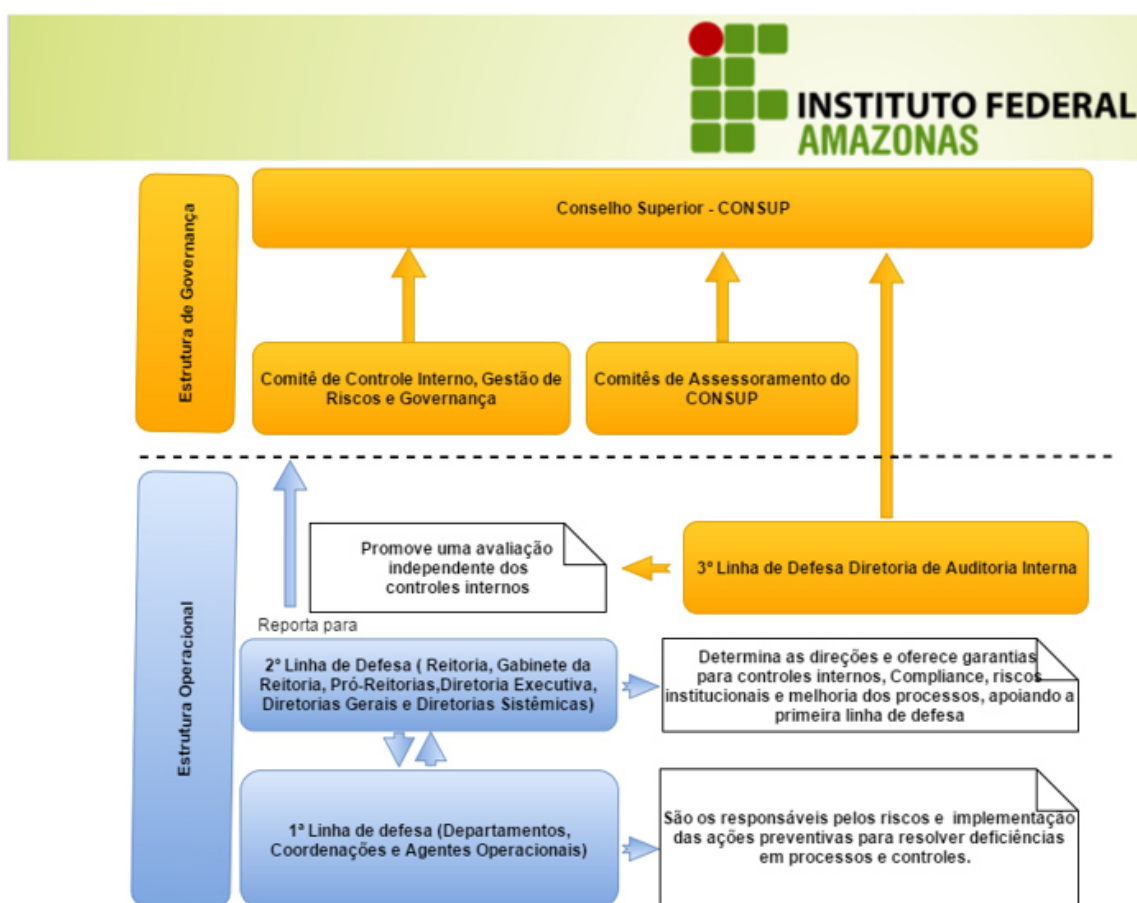 INSTITUTO FEDERAL
AMAZONAS
Estrutura de Governança
Conselho Superior - CONSUP
Comitê de Controle Interno, Gestão de
Riscos e Governança
Comitês de Assessoramento do
CONSUP
Estrutura Operacional
Promove uma avaliação
independente dos
controles internos
3º Linha de Defesa Diretoria de Auditoria Interna
Reporta para
2º Linha de Defesa ( Reitoria, Gabinete da
Reitoria, Pró-Reitorias,Diretoria Executiva,
Diretorias Gerais e Diretorias Sistêmicas)
Determina as direções e oferece garantias
para controles internos, Compliance, riscos
institucionais e melhoria dos processos, apoiando a
primeira linha de defesa
1ª Linha de defesa (Departamentos,
Coordenações e Agentes Operacionais)
São os responsáveis pelos riscos e implementação
das ações preventivas para resolver deficiências
em processos e controles.